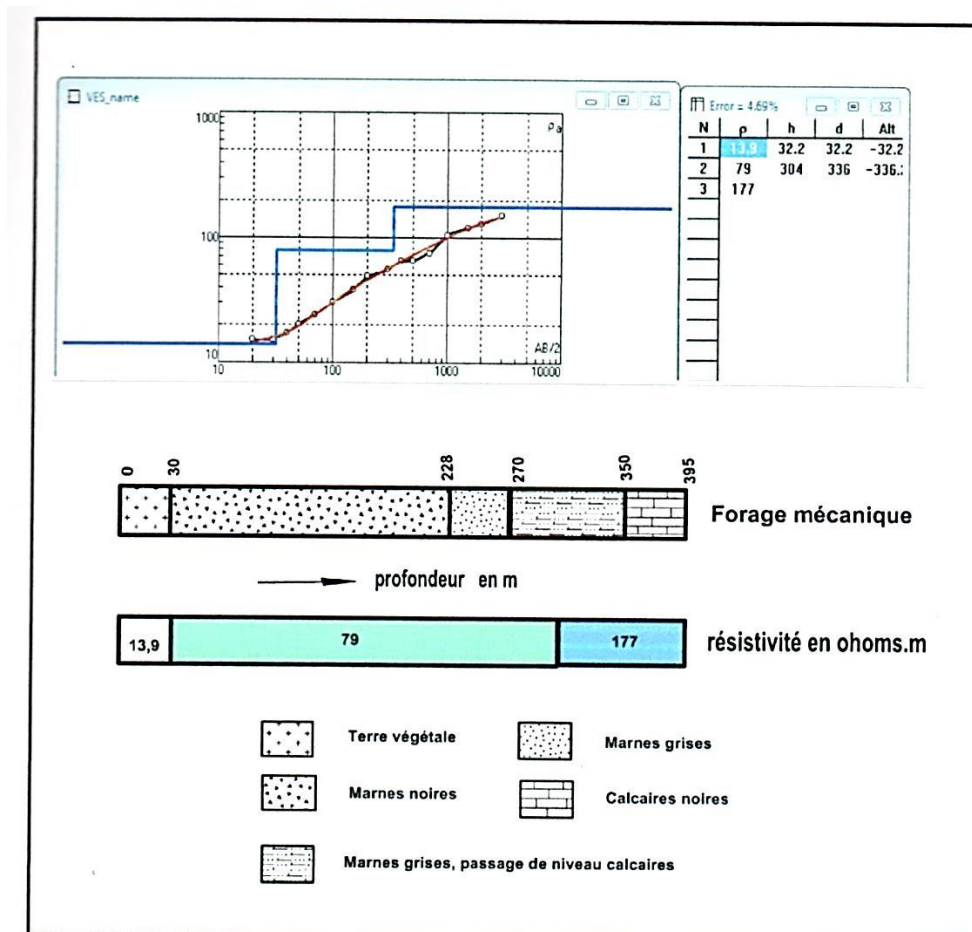 VES_name
Error = 4.69%
N ρ h d Alt
1 13,9 32.2 32.2 -32.2
2 79 304 336 -336.:
3 177
1000
ρa
100
10
AB/2
10 100 1000 10000
0 30 228 270 350 395
Forage mécanique
profondeur en m
13,9 79 177 résistivité en ohoms.m
Terre végétale
Marnes grises
Marnes noires
Calcaires noires
Marnes grises, passage de niveau calcaires